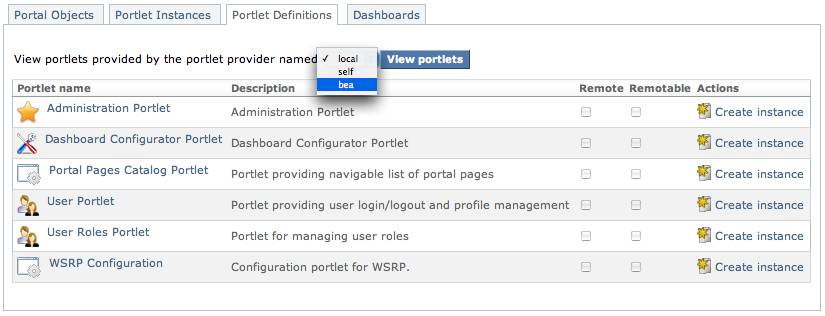 Portal Objects Portlet Instances Portlet Definitions Dashboards
View portlets provided by the portlet provider named ✓ local View portlets
self
bea
Portlet name Description Remote Remotable Actions
Administration Portlet Administration Portlet Create instance
Dashboard Configurator Portlet Dashboard Configurator Portlet Create instance
Portal Pages Catalog Portlet Portlet providing navigable list of portal pages Create instance
User Portlet Portlet providing user login/logout and profile management Create instance
User Roles Portlet Portlet for managing user roles Create instance
WSRP Configuration Configuration portlet for WSRP. Create instance